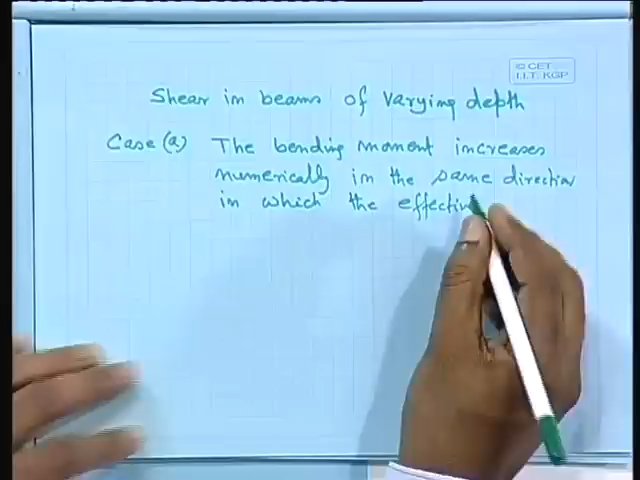 © CET
I.I.T. KGP
Shear in beams of varying depth
Case (a) The bending moment increases
numerically in the same direction
in which the effectiv